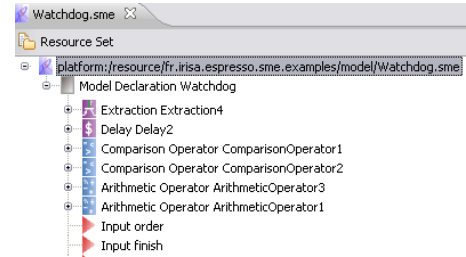 Watchdog.sme
Resource Set
platform:/resource/fr.irisa.espresso.sme.examples/model/Watchdog.sme
Model Declaration Watchdog
Extraction Extraction4
Delay Delay2
Comparison Operator ComparisonOperator1
Comparison Operator ComparisonOperator2
Arithmetic Operator ArithmeticOperator3
Arithmetic Operator ArithmeticOperator1
Input order
Input finish